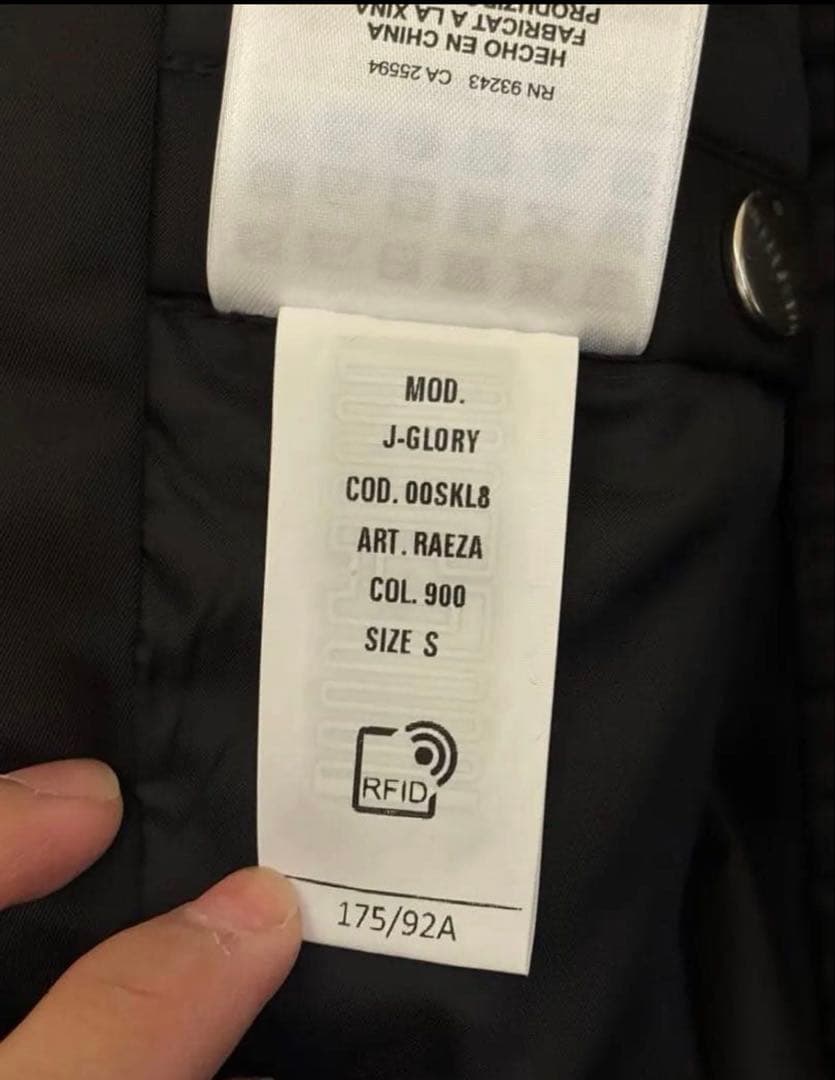 RN 93243 CA 25594
HECHO EN CHINA
FABRICAT A LA XINA
MOD.
J-GLORY
COD. 00SKL8
ART. RAEZA
COL. 900
SIZE S
RFID
175/92A